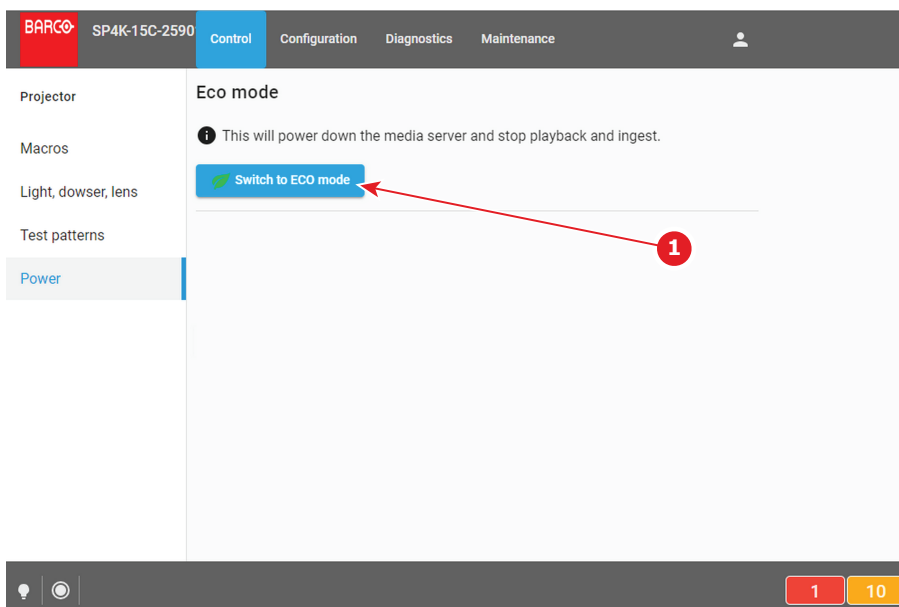 BARCO
SP4K-15C-2590
Control
Configuration
Diagnostics
Maintenance
Projector
Macros
Light, dowser, lens
Test patterns
Power
Eco mode
This will power down the media server and stop playback and ingest.
Switch to ECO mode
1
1
10